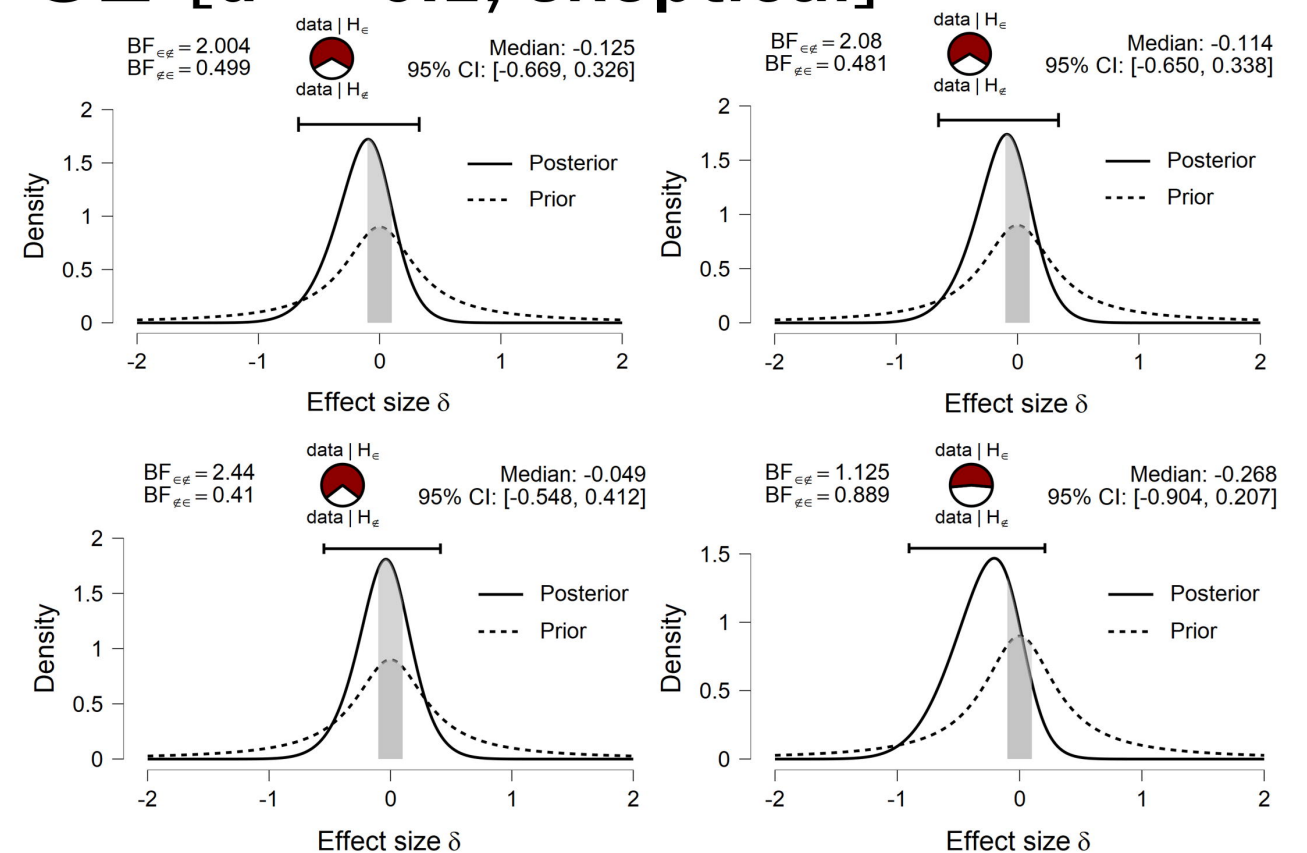 data | H∈
BF∈∉ = 2.004
BF∉∈ = 0.499
Median: -0.125
95% CI: [-0.669, 0.326]
data | H∉
2
1.5
1
0.5
0
Density
Posterior
Prior
-2 -1 0 1 2
Effect size δ
data | H∈
BF∈∉ = 2.08
BF∉∈ = 0.481
Median: -0.114
95% CI: [-0.650, 0.338]
data | H∉
2
1.5
1
0.5
0
Density
Posterior
Prior
-2 -1 0 1 2
Effect size δ
data | H∈
BF∈∉ = 2.44
BF∉∈ = 0.41
Median: -0.049
95% CI: [-0.548, 0.412]
data | H∉
2
1.5
1
0.5
0
Density
Posterior
Prior
-2 -1 0 1 2
Effect size δ
data | H∈
BF∈∉ = 1.125
BF∉∈ = 0.889
Median: -0.268
95% CI: [-0.904, 0.207]
data | H∉
1.5
1
0.5
0
Density
Posterior
Prior
-2 -1 0 1 2
Effect size δ